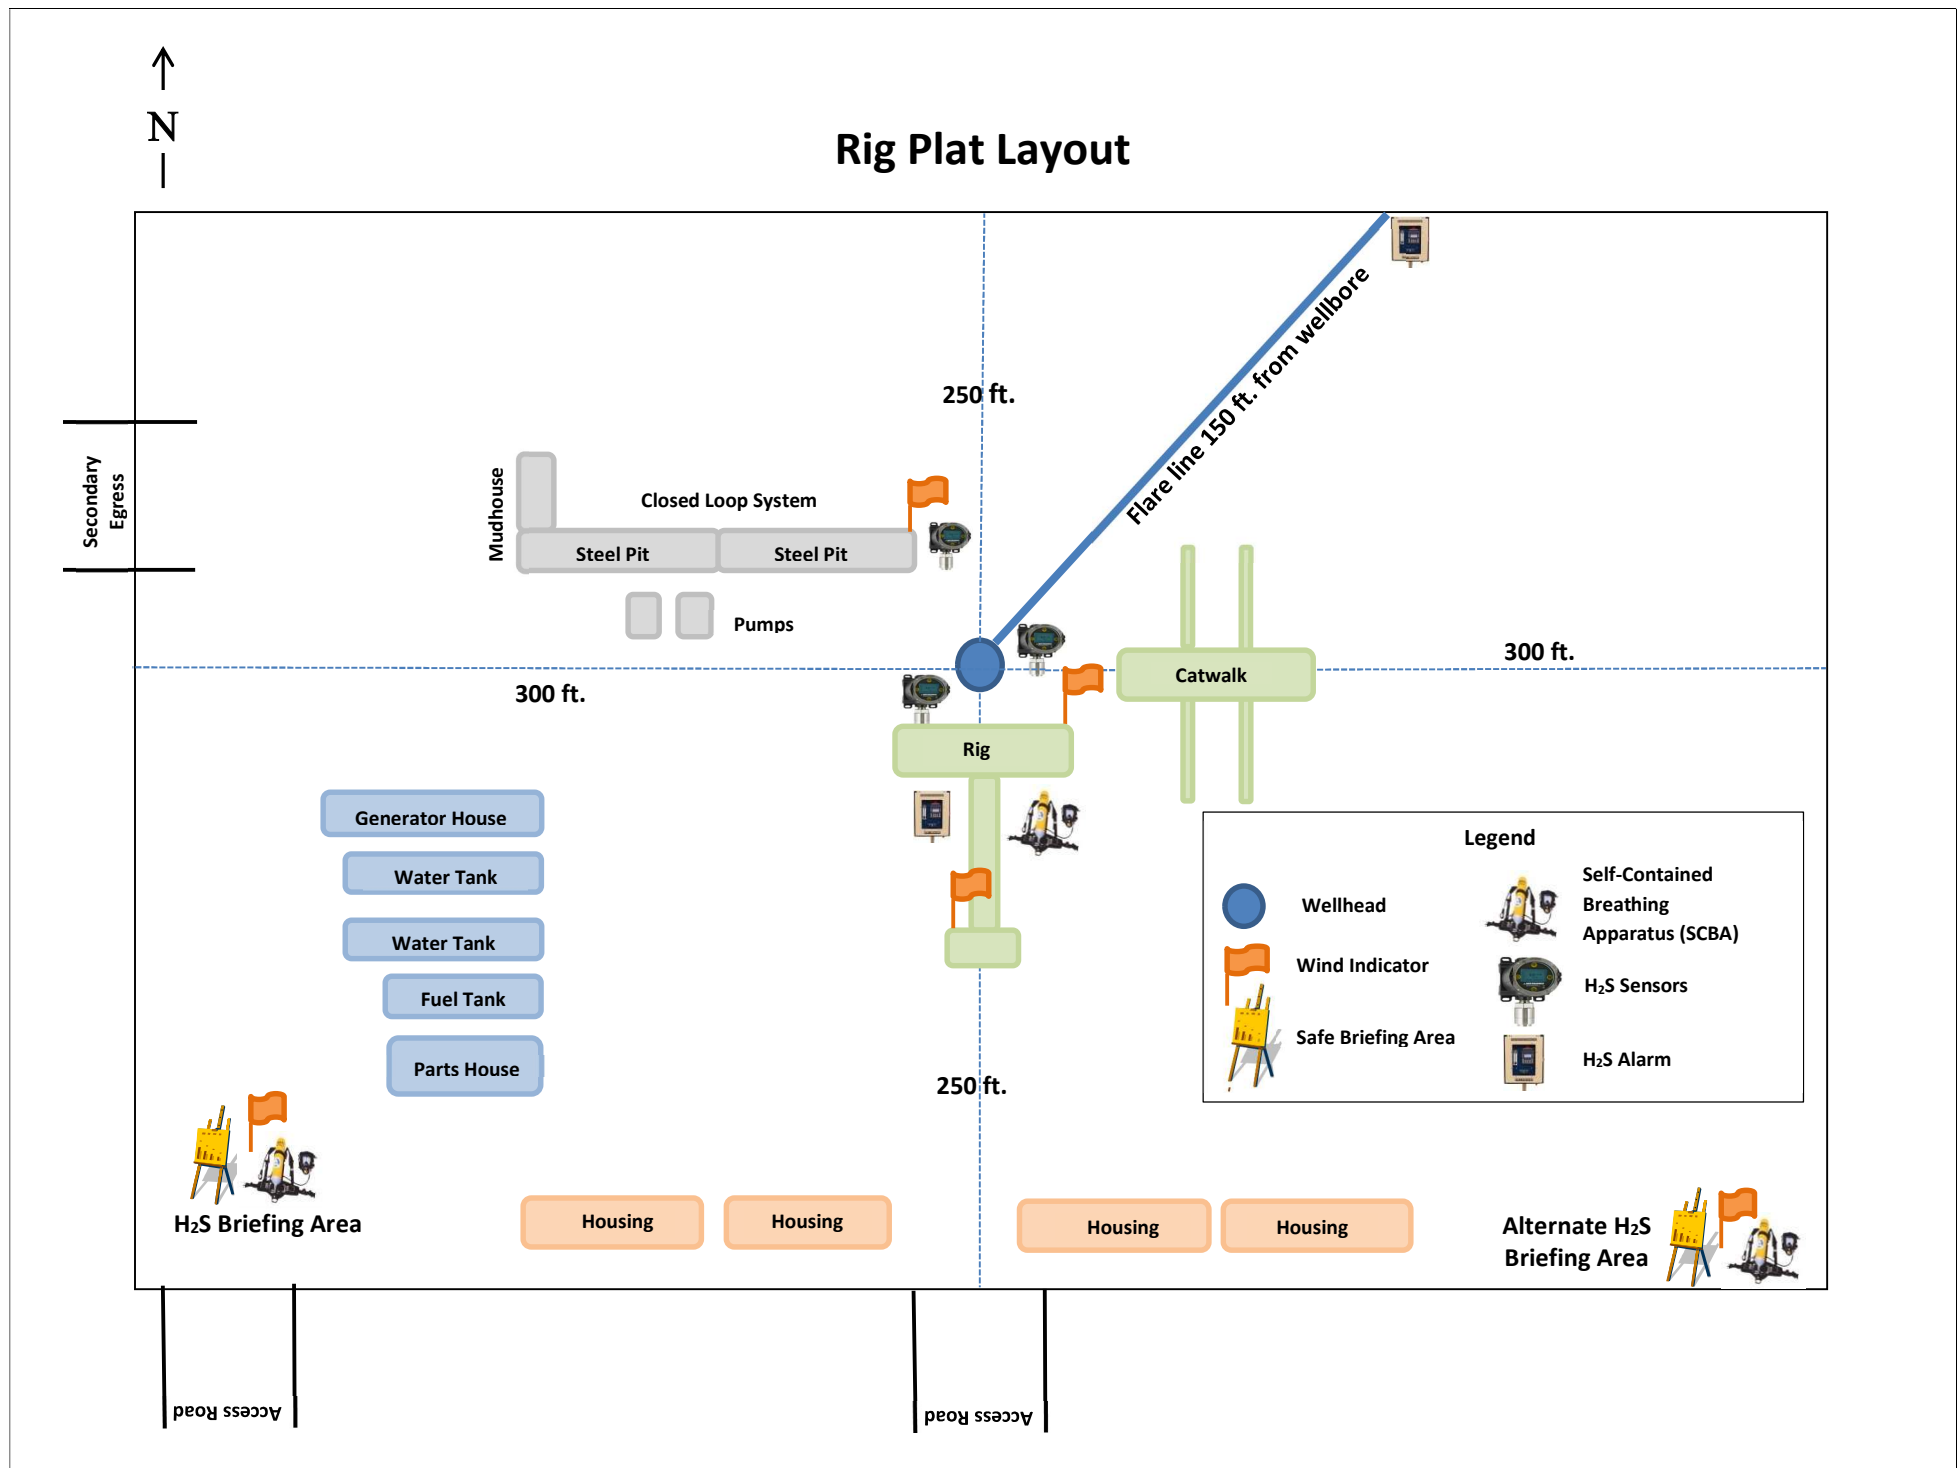 N
Rig Plat Layout
Flare line 150 ft. from wellbore
250 ft.
Secondary
Egress
Mudhouse
Closed Loop System
Steel Pit
Steel Pit
Pumps
300 ft.
Catwalk
300 ft.
Rig
Generator House
Water Tank
Water Tank
Fuel Tank
Parts House
250 ft.
Legend
Wellhead
Wind Indicator
Safe Briefing Area
Self-Contained
Breathing
Apparatus (SCBA)
H2S Sensors
H2S Alarm
H2S Briefing Area
Housing
Housing
Housing
Housing
Alternate H2S
Briefing Area
Access Road
Access Road